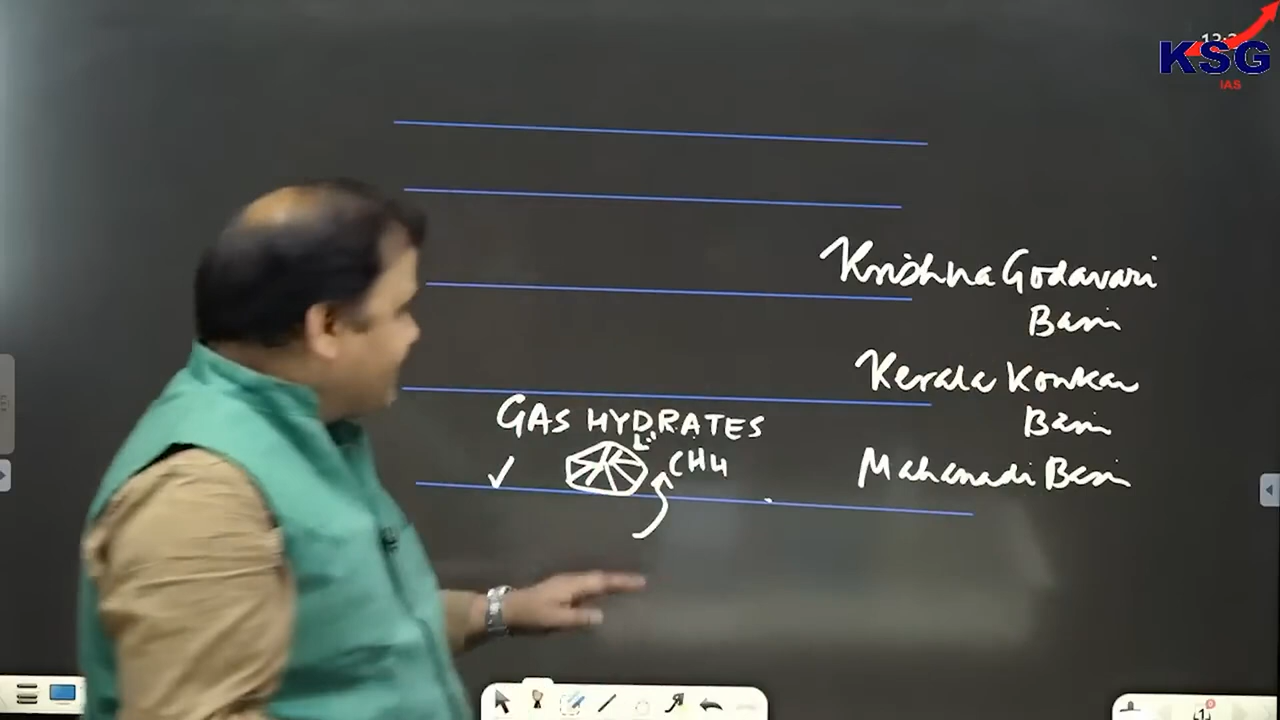 KSG
IAS
Krishna Godavari
Basin
Kerala Konkan
Basin
GAS HYDRATES
CH4
Mahanadi Basin